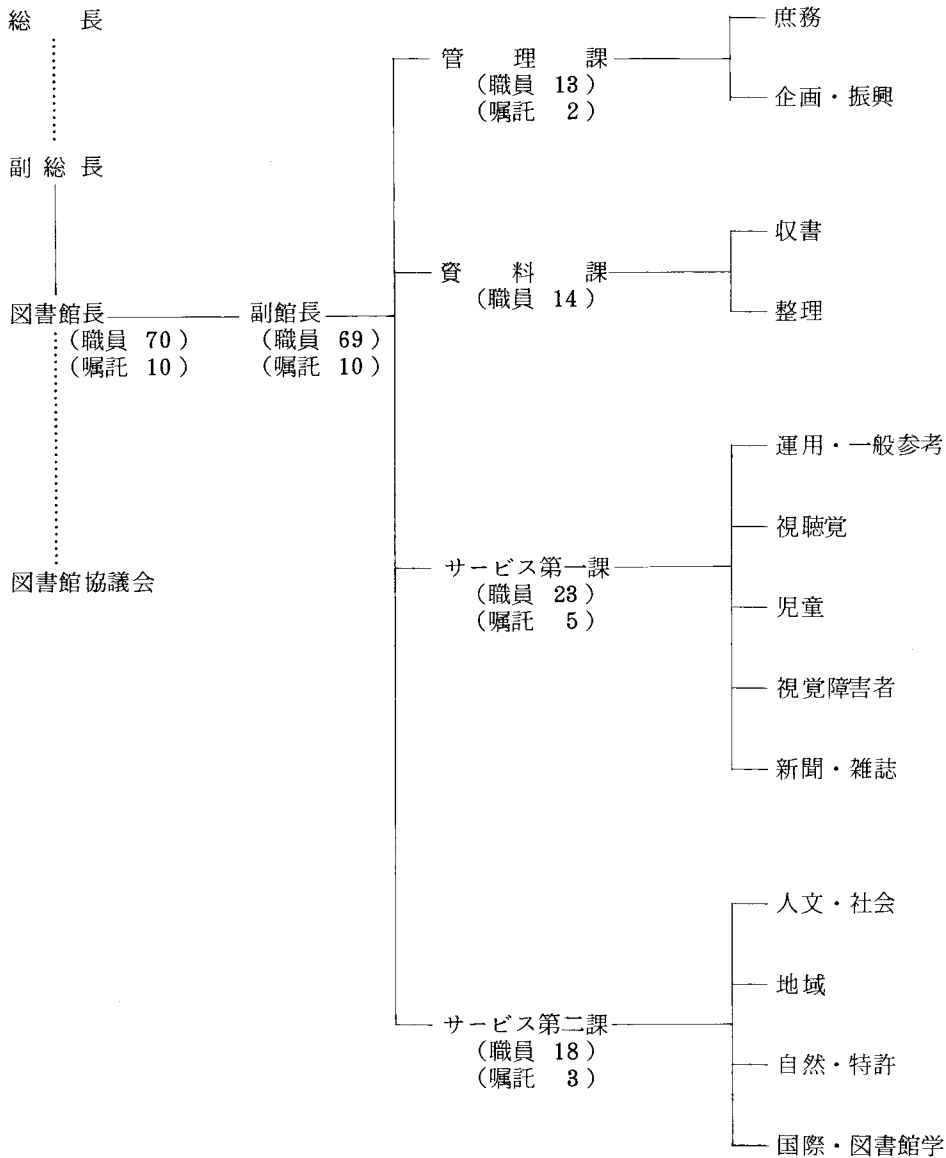 総長
副総長
図書館長
(職員 70)
(嘱託 10)
副館長
(職員 69)
(嘱託 10)
図書館協議会
管理課
(職員 13)
(嘱託 2)
庶務
企画・振興
資料課
(職員 14)
収書
整理
サービス第一課
(職員 23)
(嘱託 5)
運用・一般参考
視聴覚
児童
視覚障害者
新聞・雑誌
サービス第二課
(職員 18)
(嘱託 3)
人文・社会
地域
自然・特許
国際・図書館学